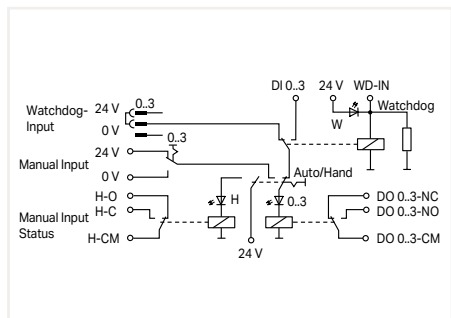 DI 0..3 24 V WD-IN
Watchdog-
Input
24 V 0..3
0 V
W
Watchdog
Manual Input
24 V 0..3
0 V
Auto/Hand
Manual Input
Status
H-O
H-C
H-CM
H
0..3
24 V
DO 0..3-NC
DO 0..3-NO
DO 0..3-CM